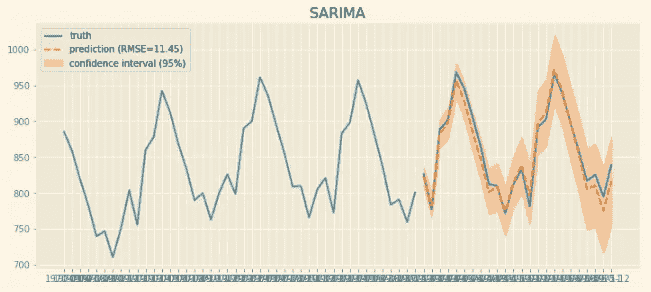 SARIMA
truth
prediction (RMSE=11.45)
confidence interval (95%)
1000
950
900
850
800
750
700